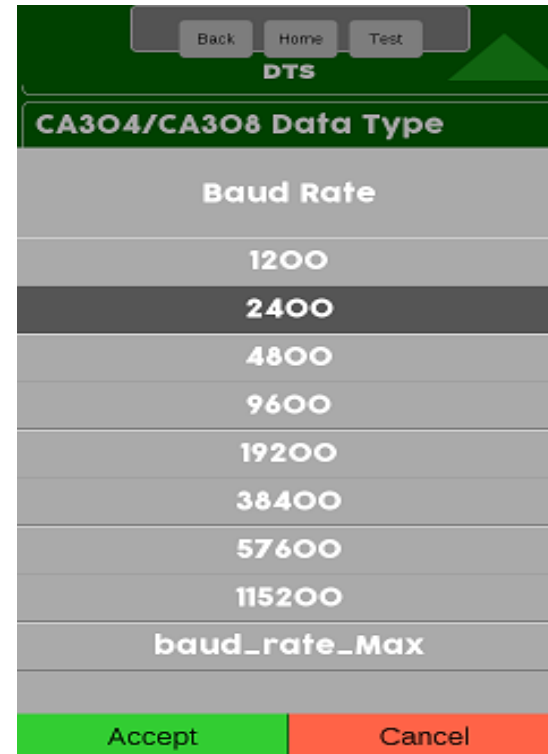 Back Home Test
DTS
CA304/CA308 Data Type
Baud Rate
1200
2400
4800
9600
19200
38400
57600
115200
baud_rate_Max
Accept Cancel